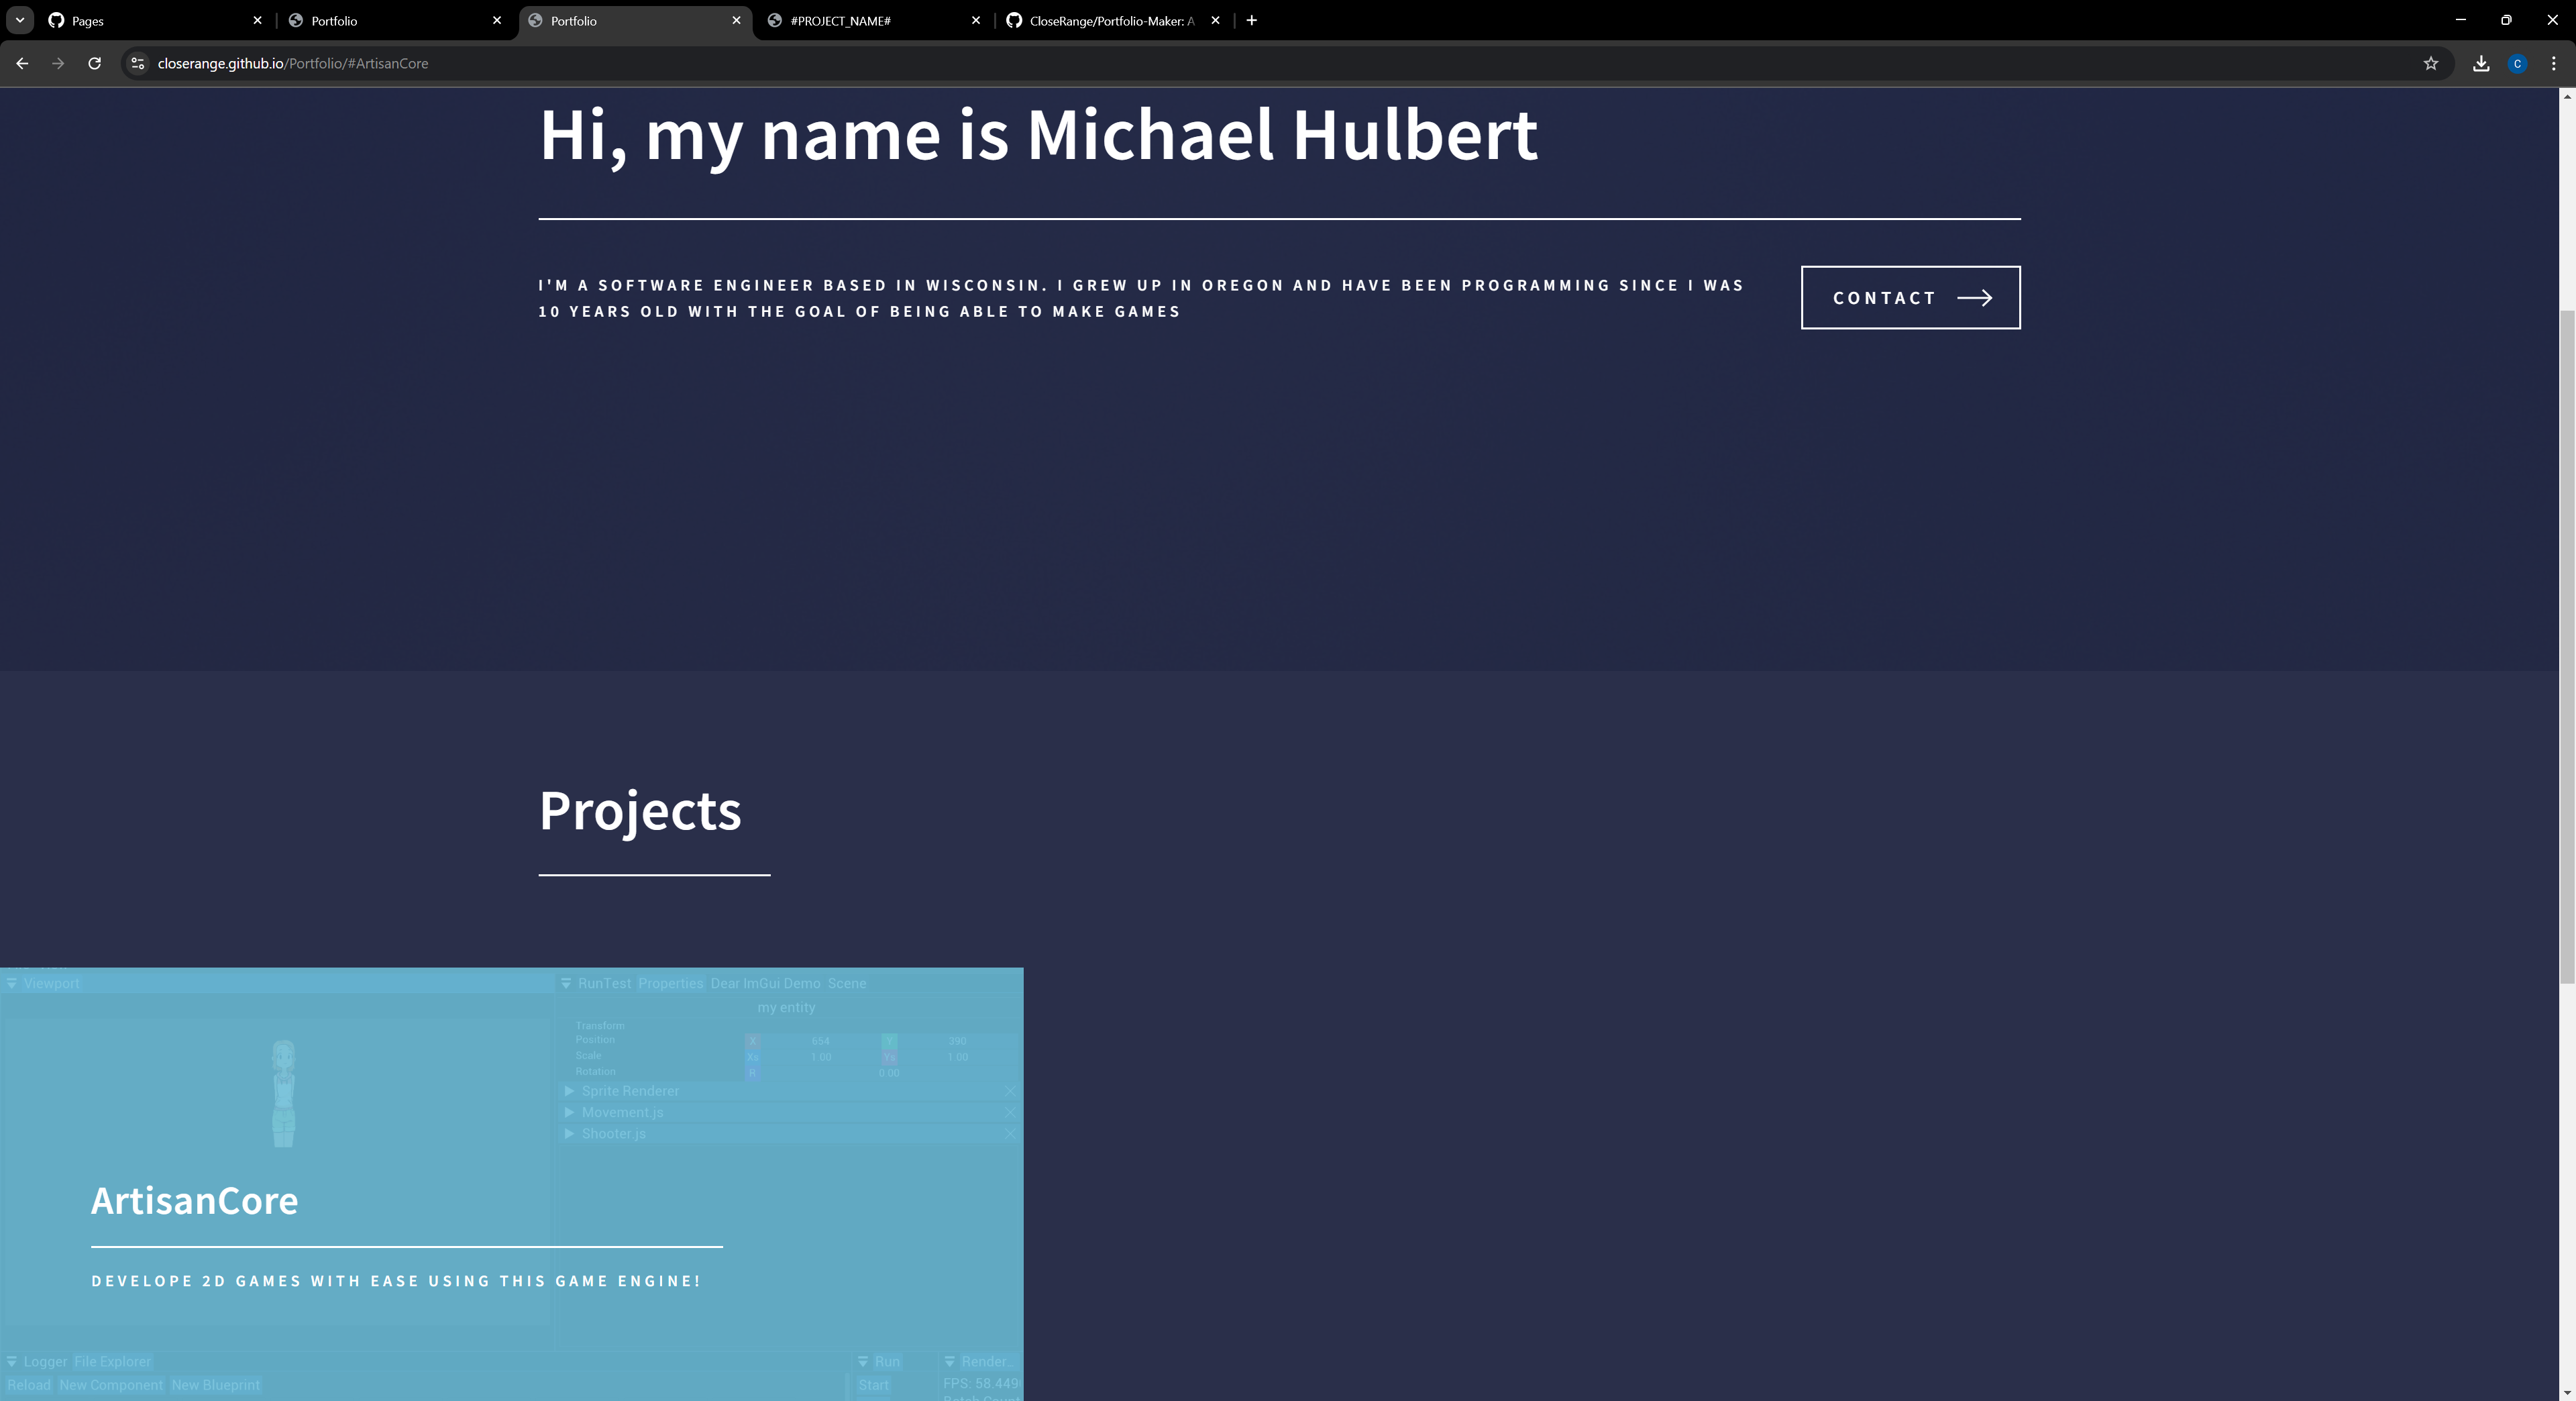 Pages
Portfolio
Portfolio
#PROJECT_NAME#
CloseRange/Portfolio-Maker: A
closerange.github.io/Portfolio/#ArtisanCore
C
Hi, my name is Michael Hulbert
I'M A SOFTWARE ENGINEER BASED IN WISCONSIN. I GREW UP IN OREGON AND HAVE BEEN PROGRAMMING SINCE I WAS
10 YEARS OLD WITH THE GOAL OF BEING ABLE TO MAKE GAMES
CONTACT
Projects
Viewport
RunTest Properties Dear ImGui Demo Scene
my entity
Transform
Position X 654 Y 390
Scale Xs 1.00 Ys 1.00
Rotation R 0.00
Sprite Renderer
Movement.js
Shooter.js
ArtisanCore
DEVELOPE 2D GAMES WITH EASE USING THIS GAME ENGINE!
Logger File Explorer
Run
Render..
Reload New Component New Blueprint
Start
FPS: 58.449